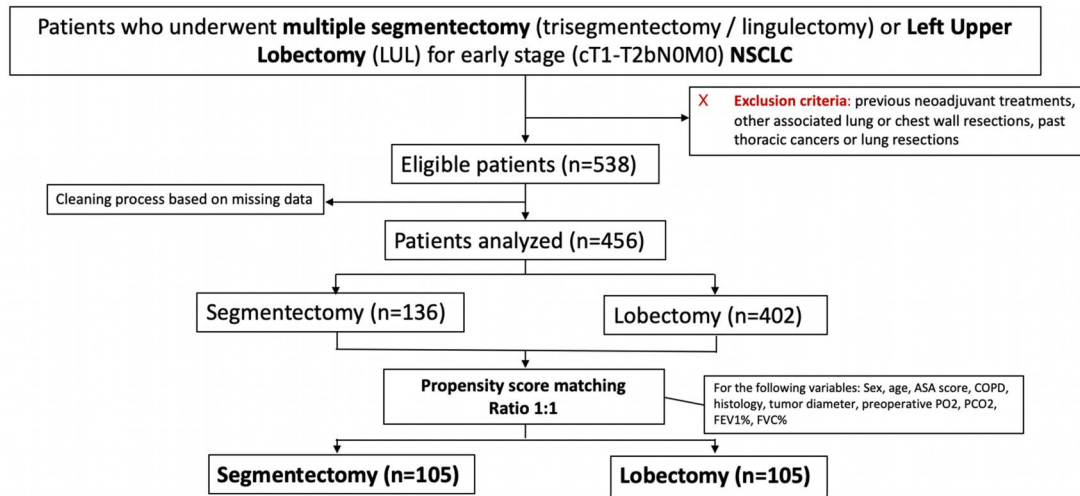 Patients who underwent multiple segmentectomy (trisegmentectomy / lingulectomy) or Left Upper
Lobectomy (LUL) for early stage (cT1-T2bN0M0) NSCLC
X Exclusion criteria: previous neoadjuvant treatments,
other associated lung or chest wall resections, past
thoracic cancers or lung resections
Eligible patients (n=538)
Cleaning process based on missing data
Patients analyzed (n=456)
Segmentectomy (n=136)
Lobectomy (n=402)
Propensity score matching
Ratio 1:1
For the following variables: Sex, age, ASA score, COPD,
histology, tumor diameter, preoperative PO2, PCO2,
FEV1%, FVC%
Segmentectomy (n=105)
Lobectomy (n=105)